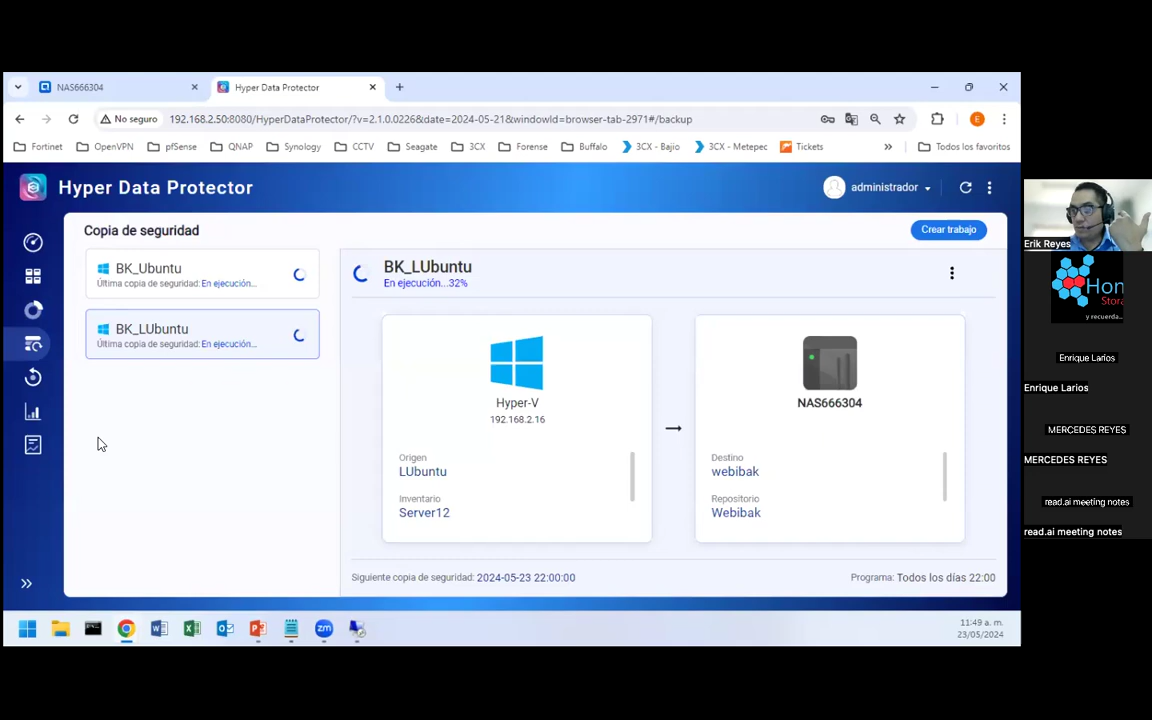 NAS666304
Hyper Data Protector
No seguro
192.168.2.50:8080/HyperDataProtector/?v=2.1.0.0226&date=2024-05-21&windowId=browser-tab-2971#/backup
Fortinet
OpenVPN
pfSense
QNAP
Synology
CCTV
Seagate
3CX
Forense
Buffalo
3CX - Bajio
3CX - Metepec
Tickets
»
Todos los favoritos
Hyper Data Protector
administrador
Copia de seguridad
Crear trabajo
BK_Ubuntu
Última copia de seguridad: En ejecución...
BK_LUbuntu
Última copia de seguridad: En ejecución...
BK_LUbuntu
En ejecución...32%
Hyper-V
192.168.2.16
Origen
LUbuntu
Inventario
Server12
NAS666304
Destino
webibak
Repositorio
Webibak
Siguiente copia de seguridad: 2024-05-23 22:00:00
Programa: Todos los días 22:00
11:49 a. m.
23/05/2024
Erik Reyes
Hom
Stora
y recuerda...
Enrique Larios
Enrique Larios
MERCEDES REYES
MERCEDES REYES
read.ai meeting notes
read.ai meeting notes